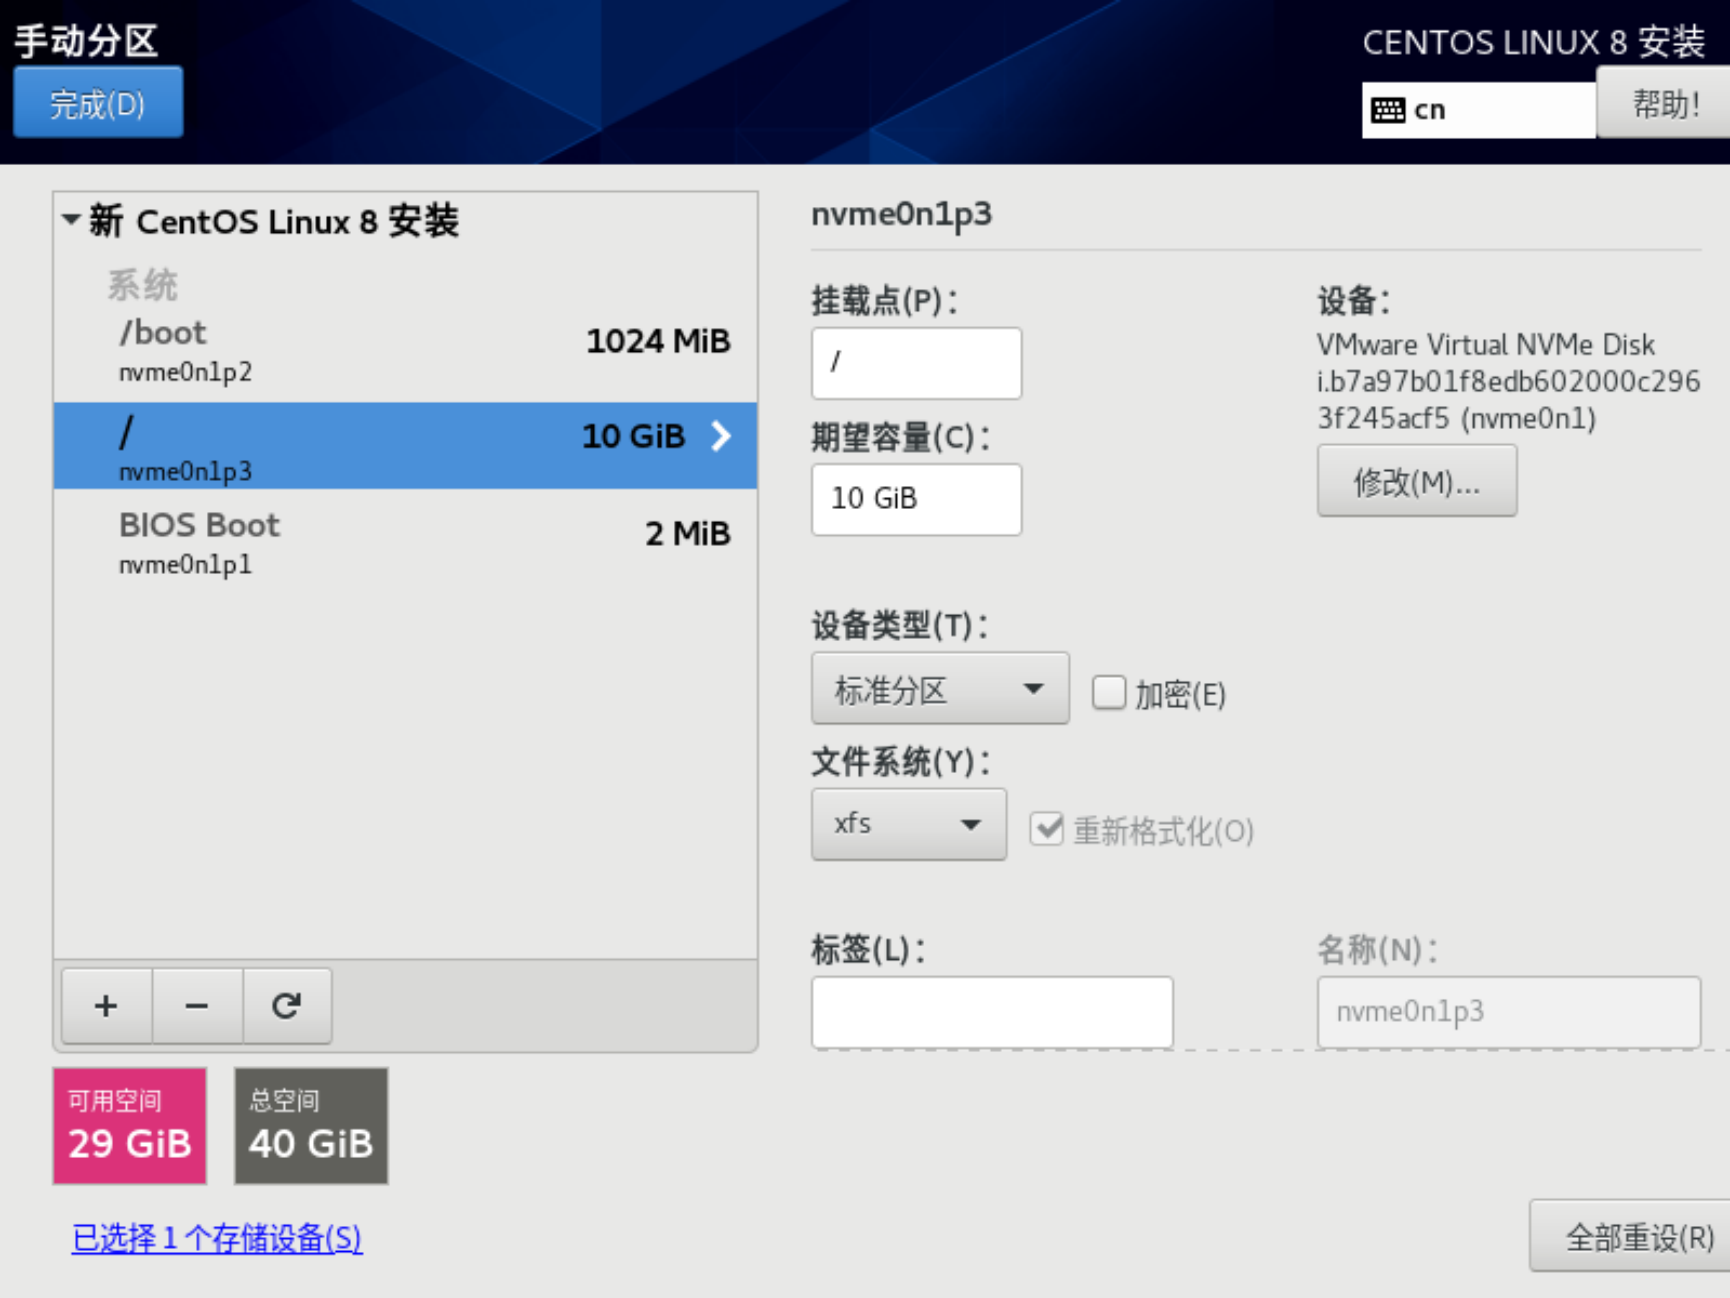 手动分区
完成(D)
CENTOS LINUX 8 安装
cn
帮助!
新 CentOS Linux 8 安装
系统
/boot
1024 MiB
nvme0n1p2
/
10 GiB
nvme0n1p3
BIOS Boot
2 MiB
nvme0n1p1
可用空间
29 GiB
总空间
40 GiB
已选择 1 个存储设备(S)
nvme0n1p3
挂载点(P)：
/
期望容量(C)：
10 GiB
设备：
VMware Virtual NVMe Disk
i.b7a97b01f8edb602000c296
3f245acf5 (nvme0n1)
修改(M)...
设备类型(T)：
标准分区
加密(E)
文件系统(Y)：
xfs
重新格式化(O)
标签(L)：
名称(N)：
nvme0n1p3
全部重设(R)